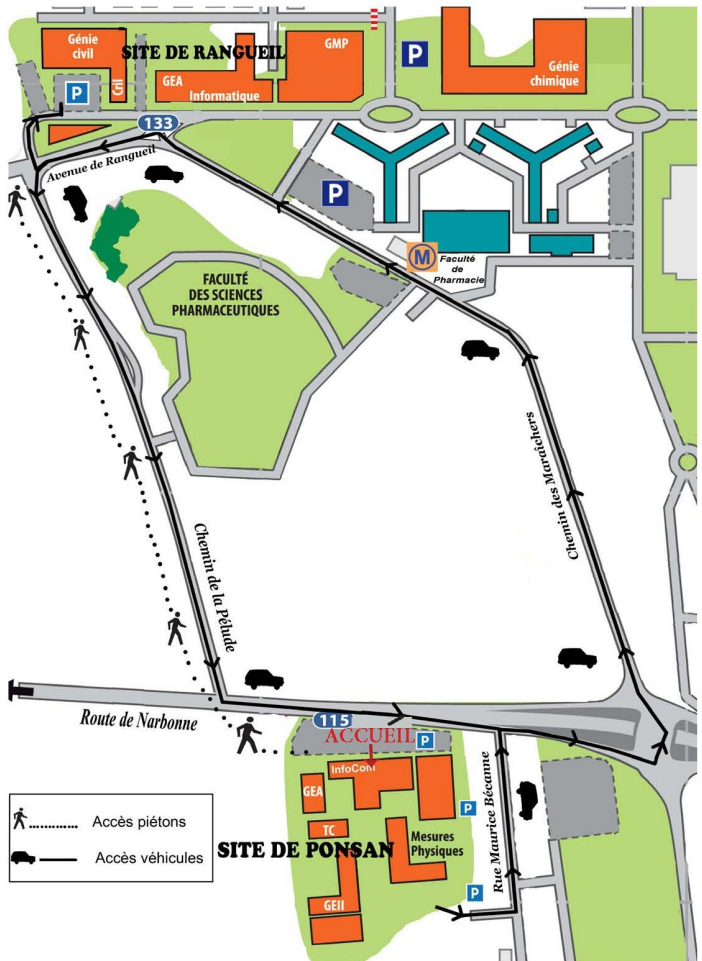 Génie
civil
SITE DE RANGUEIL
GMP
P
Génie
chimique
P
Cril
GEA
Informatique
133
Avenue de Rangueil
P
M
Faculté
de
Pharmacie
FACULTÉ
DES SCIENCES
PHARMACEUTIQUES
Chemin des Maraîchers
Chemin de la Pélude
Route de Narbonne
115
ACCUEIL
P
InfoCom
GEA
TC
Mesures
Physiques
P
Rue Maurice Bécanne
SITE DE PONSAN
GEII
P
Accès piétons
Accès véhicules